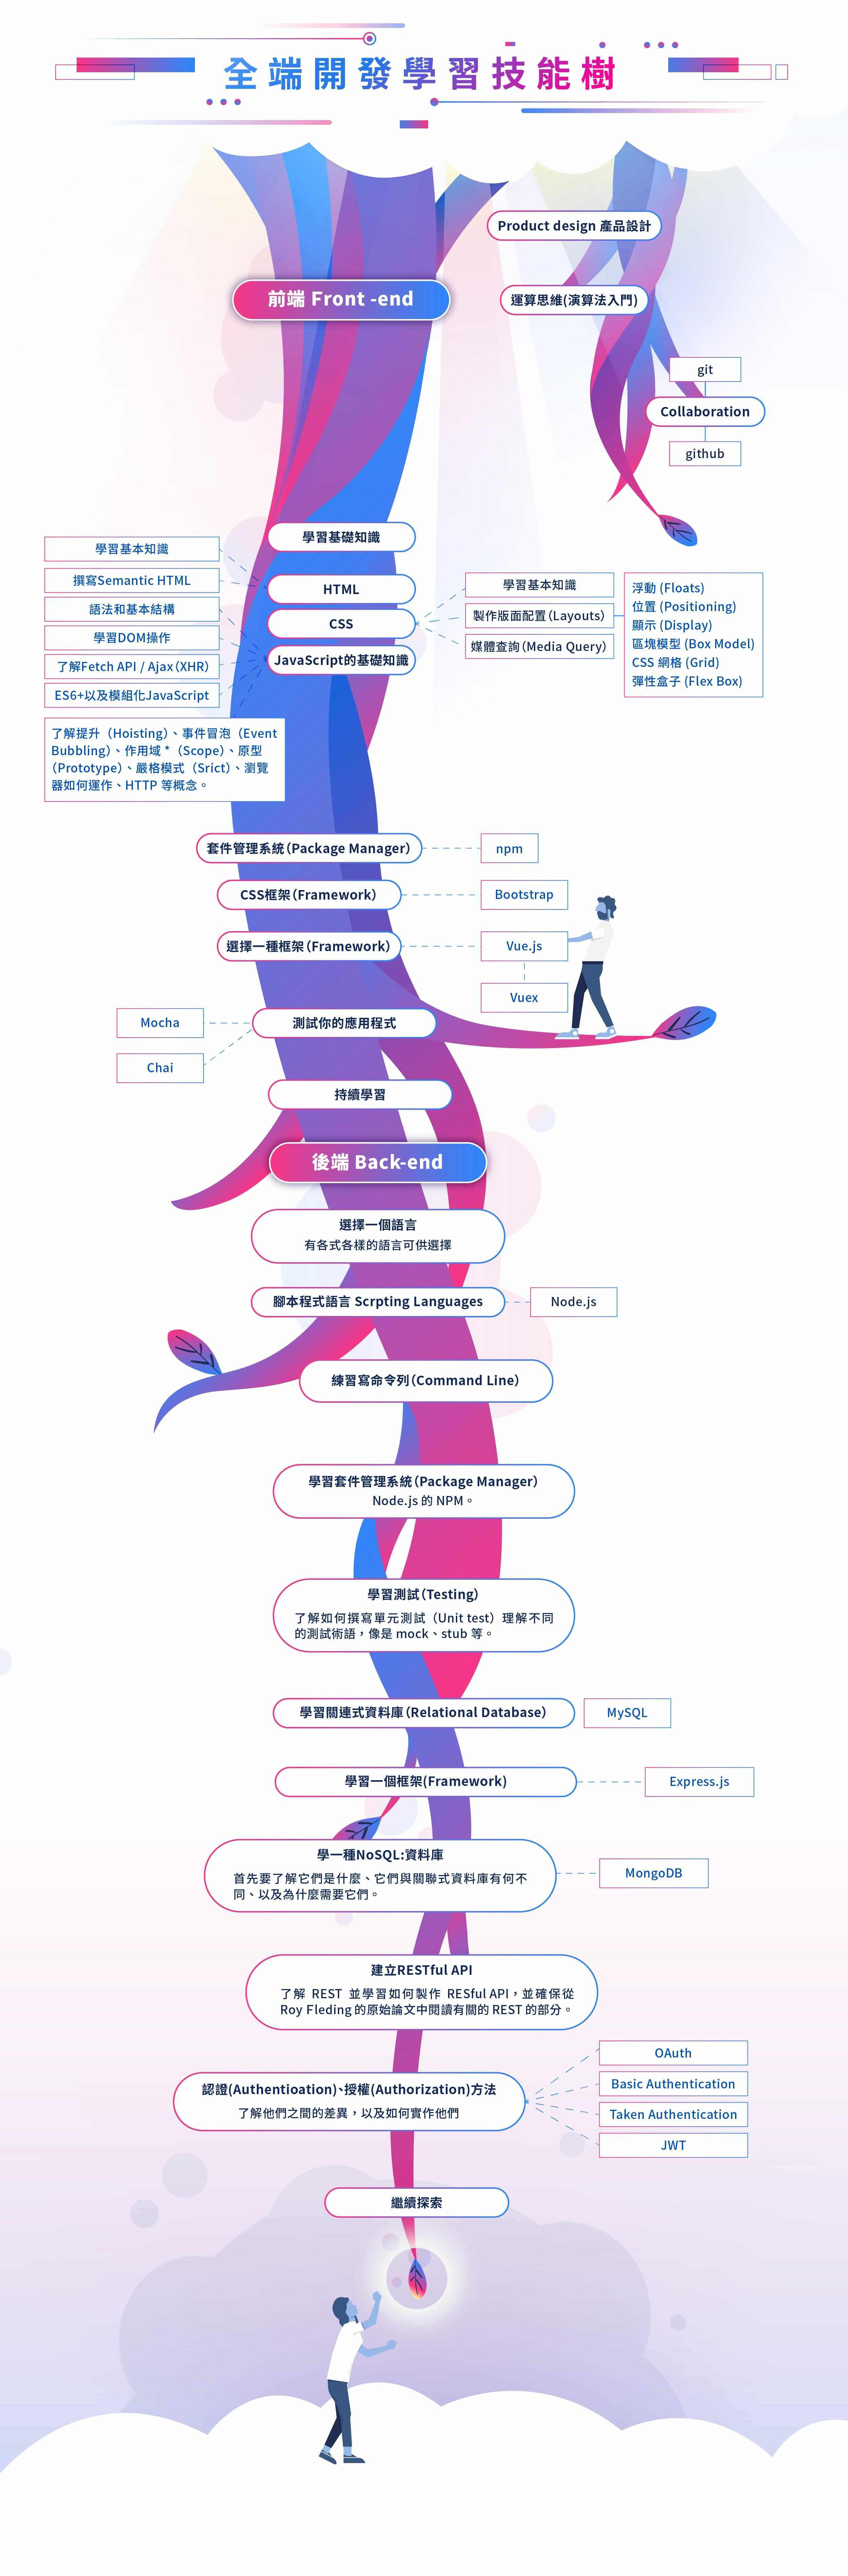 全端開發學習技能樹
Product design 產品設計
前端 Front -end
運算思維(演算法入門)
git
Collaboration
github
學習基礎知識
學習基本知識
撰寫Semantic HTML
語法和基本結構
學習DOM操作
了解Fetch API / Ajax（XHR）
ES6+以及模組化JavaScript
了解提升（Hoisting）、事件冒泡（Event
Bubbling）、作用域 *（Scope）、原型
（Prototype）、嚴格模式（Srict）、瀏覽
器如何運作、HTTP 等概念。
HTML
CSS
JavaScript的基礎知識
學習基本知識
製作版面配置（Layouts）
媒體查詢（Media Query）
浮動 (Floats)
位置 (Positioning)
顯示 (Display)
區塊模型 (Box Model)
CSS 網格 (Grid)
彈性盒子 (Flex Box)
套件管理系統（Package Manager）
npm
CSS框架（Framework）
Bootstrap
選擇一種框架（Framework）
Vue.js
Vuex
Mocha
測試你的應用程式
Chai
持續學習
後端 Back-end
選擇一個語言
有各式各樣的語言可供選擇
腳本程式語言 Scrpting Languages
Node.js
練習寫命令列（Command Line）
學習套件管理系統（Package Manager）
Node.js 的 NPM。
學習測試（Testing）
了解如何撰寫單元測試（Unit test）理解不同
的測試術語，像是 mock、stub 等。
學習關連式資料庫（Relational Database）
MySQL
學習一個框架(Framework)
Express.js
學一種NoSQL:資料庫
首先要了解它們是什麼、它們與關聯式資料庫有何不
同、以及為什麼需要它們。
MongoDB
建立RESTful API
了解 REST 並學習如何製作 RESful API，並確保從
Roy Fleding 的原始論文中閱讀有關的 REST 的部分。
認證(Authentioation)、授權(Authorization)方法
了解他們之間的差異，以及如何實作他們
OAuth
Basic Authentication
Taken Authentication
JWT
繼續探索